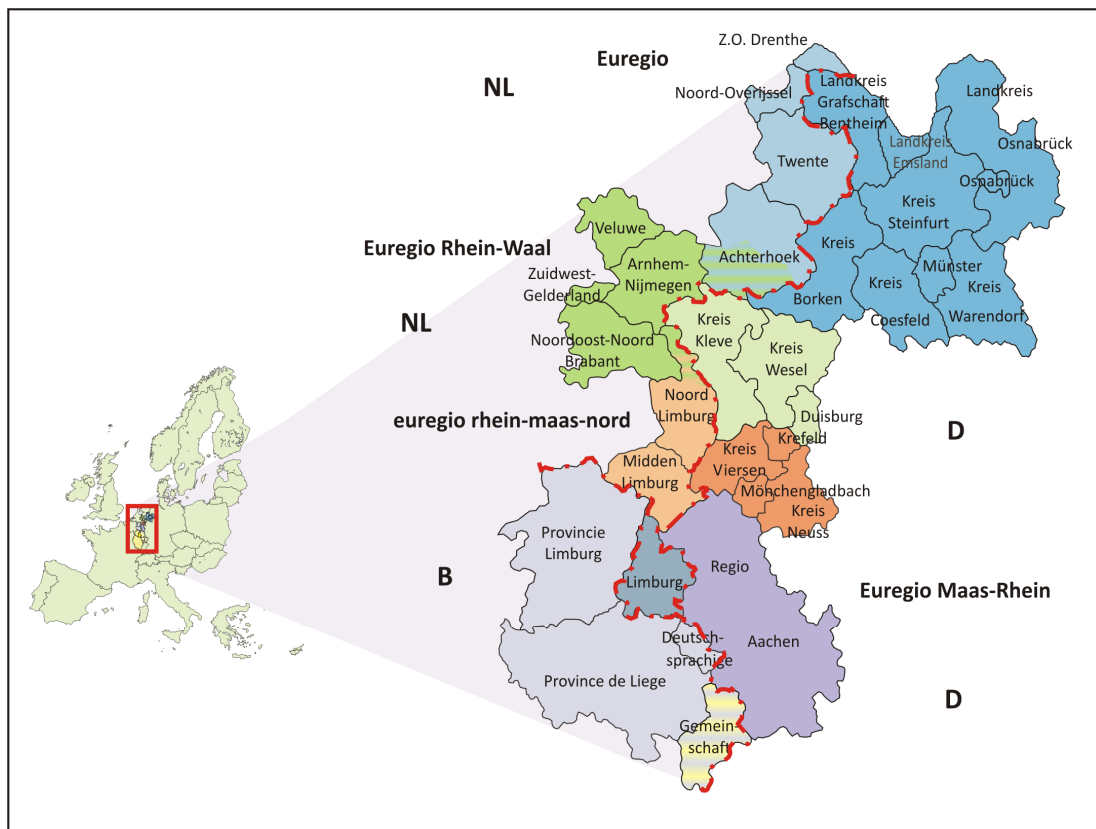 Z.O. Drenthe
Euregio
NL
Noord-Overijssel
Landkreis
Grafschaft
Bentheim
Landkreis
Landkreis
Emsland
Osnabrück
Twente
Osnabrück
Kreis
Steinfurt
Veluwe
Euregio Rhein-Waal
Achterhoek
Kreis
Arnhem-
Nijmegen
Zuidwest-
Gelderland
Münster
Kreis
Kreis
Borken
Warendorf
Coesfeld
NL
Kreis
Kleve
Noordoost-Noord
Brabant
Kreis
Wesel
Noord
Limburg
euregio rhein-maas-nord
Duisburg
D
Krefeld
Kreis
Viersen
Midden
Limburg
Mönchengladbach
Kreis
Neuss
Provincie
Limburg
Regio
B
Limburg
Euregio Maas-Rhein
Deutsch-
sprachige
Aachen
Province de Liege
D
Gemein-
schaft